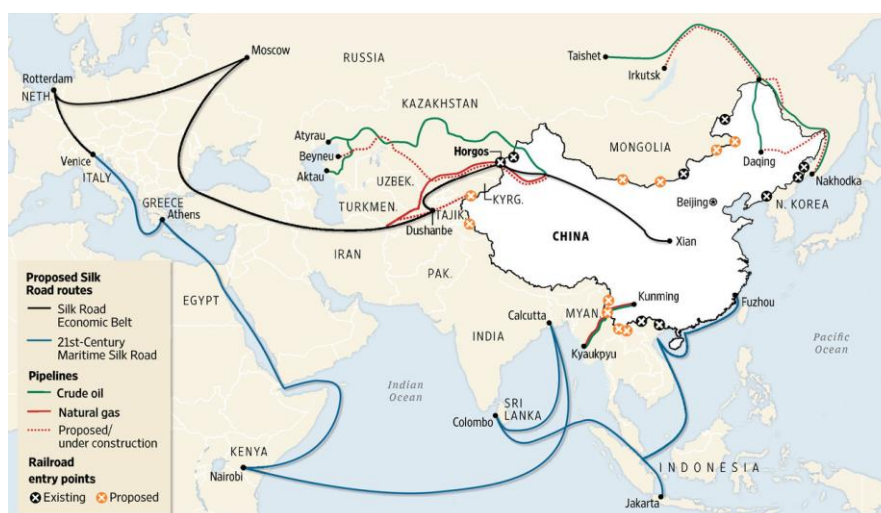 Moscow
RUSSIA
Taishet
Irkutsk
Rotterdam
NETH.
KAZAKHSTAN
Atyrau
Beyneu
Aktau
Horgos
MONGOLIA
Daqing
Venice
ITALY
UZBEK.
Nakhodka
GREECE
Athens
TURKMEN.
KYRG.
TAJIK.
Dushanbe
Beijing
N. KOREA
CHINA
Xian
IRAN
PAK.
EGYPT
Kunming
Fuzhou
MYAN.
Calcutta
INDIA
Kyaukpyu
Pacific
Ocean
Indian
Ocean
SRI
LANKA
Colombo
KENYA
Nairobi
INDONESIA
Jakarta
Proposed Silk
Road routes
Silk Road
Economic Belt
21st-Century
Maritime Silk Road
Pipelines
Crude oil
Natural gas
Proposed/
under construction
Railroad
entry points
Existing Proposed